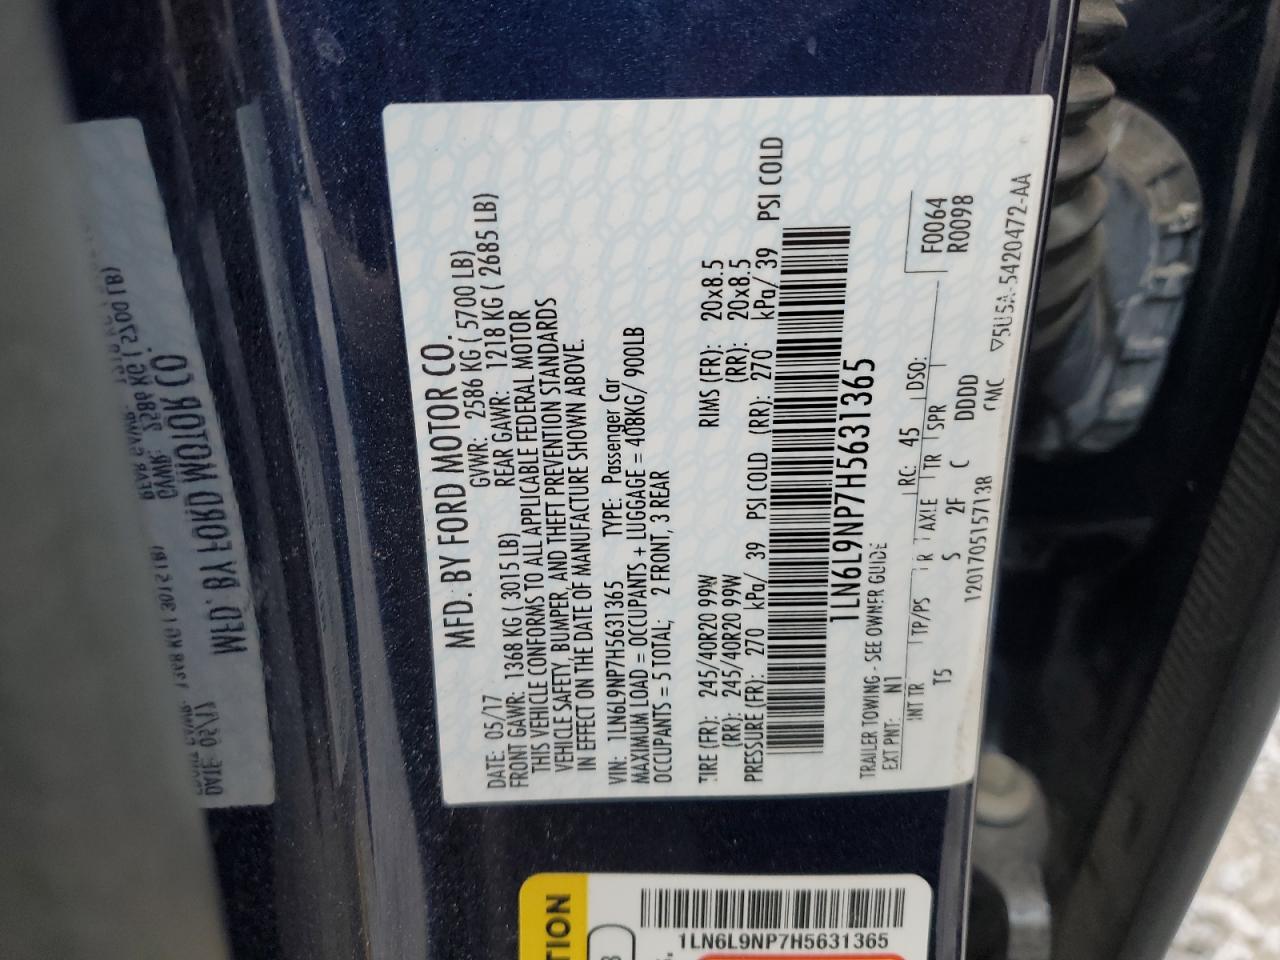 MFD. BY FORD MOTOR CO.
DATE: 05/17 GVWR: 2586 KG ( 5700 LB)
FRONT GAWR: 1368 KG ( 3015 LB) REAR GAWR: 1218 KG ( 2685 LB)
THIS VEHICLE CONFORMS TO ALL APPLICABLE FEDERAL MOTOR
VEHICLE SAFETY, BUMPER, AND THEFT PREVENTION STANDARDS
IN EFFECT ON THE DATE OF MANUFACTURE SHOWN ABOVE.
VIN: 1LN6L9NP7H5631365 TYPE: Passenger Car
MAXIMUM LOAD = OCCUPANTS + LUGGAGE = 408KG/ 900LB
OCCUPANTS = 5 TOTAL; 2 FRONT, 3 REAR
TIRE (FR): 245/40R20 99W RIMS (FR): 20x8.5
(RR): 245/40R20 99W (RR): 20x8.5
PRESSURE (FR): 270 kPa/ 39 PSI COLD (RR): 270 kPa/ 39 PSI COLD
1LN6L9NP7H5631365
TRAILER TOWING - SEE OWNER GUIDE
EXT PNT: N1 RC: 45 DSO: F0064
INT TR TP/PS R AXLE TR SPR R0098
T5 S 2F C DDDD
120170515713R CMC ▽5U5A-5420472-AA
TION
1LN6L9NP7H5631365